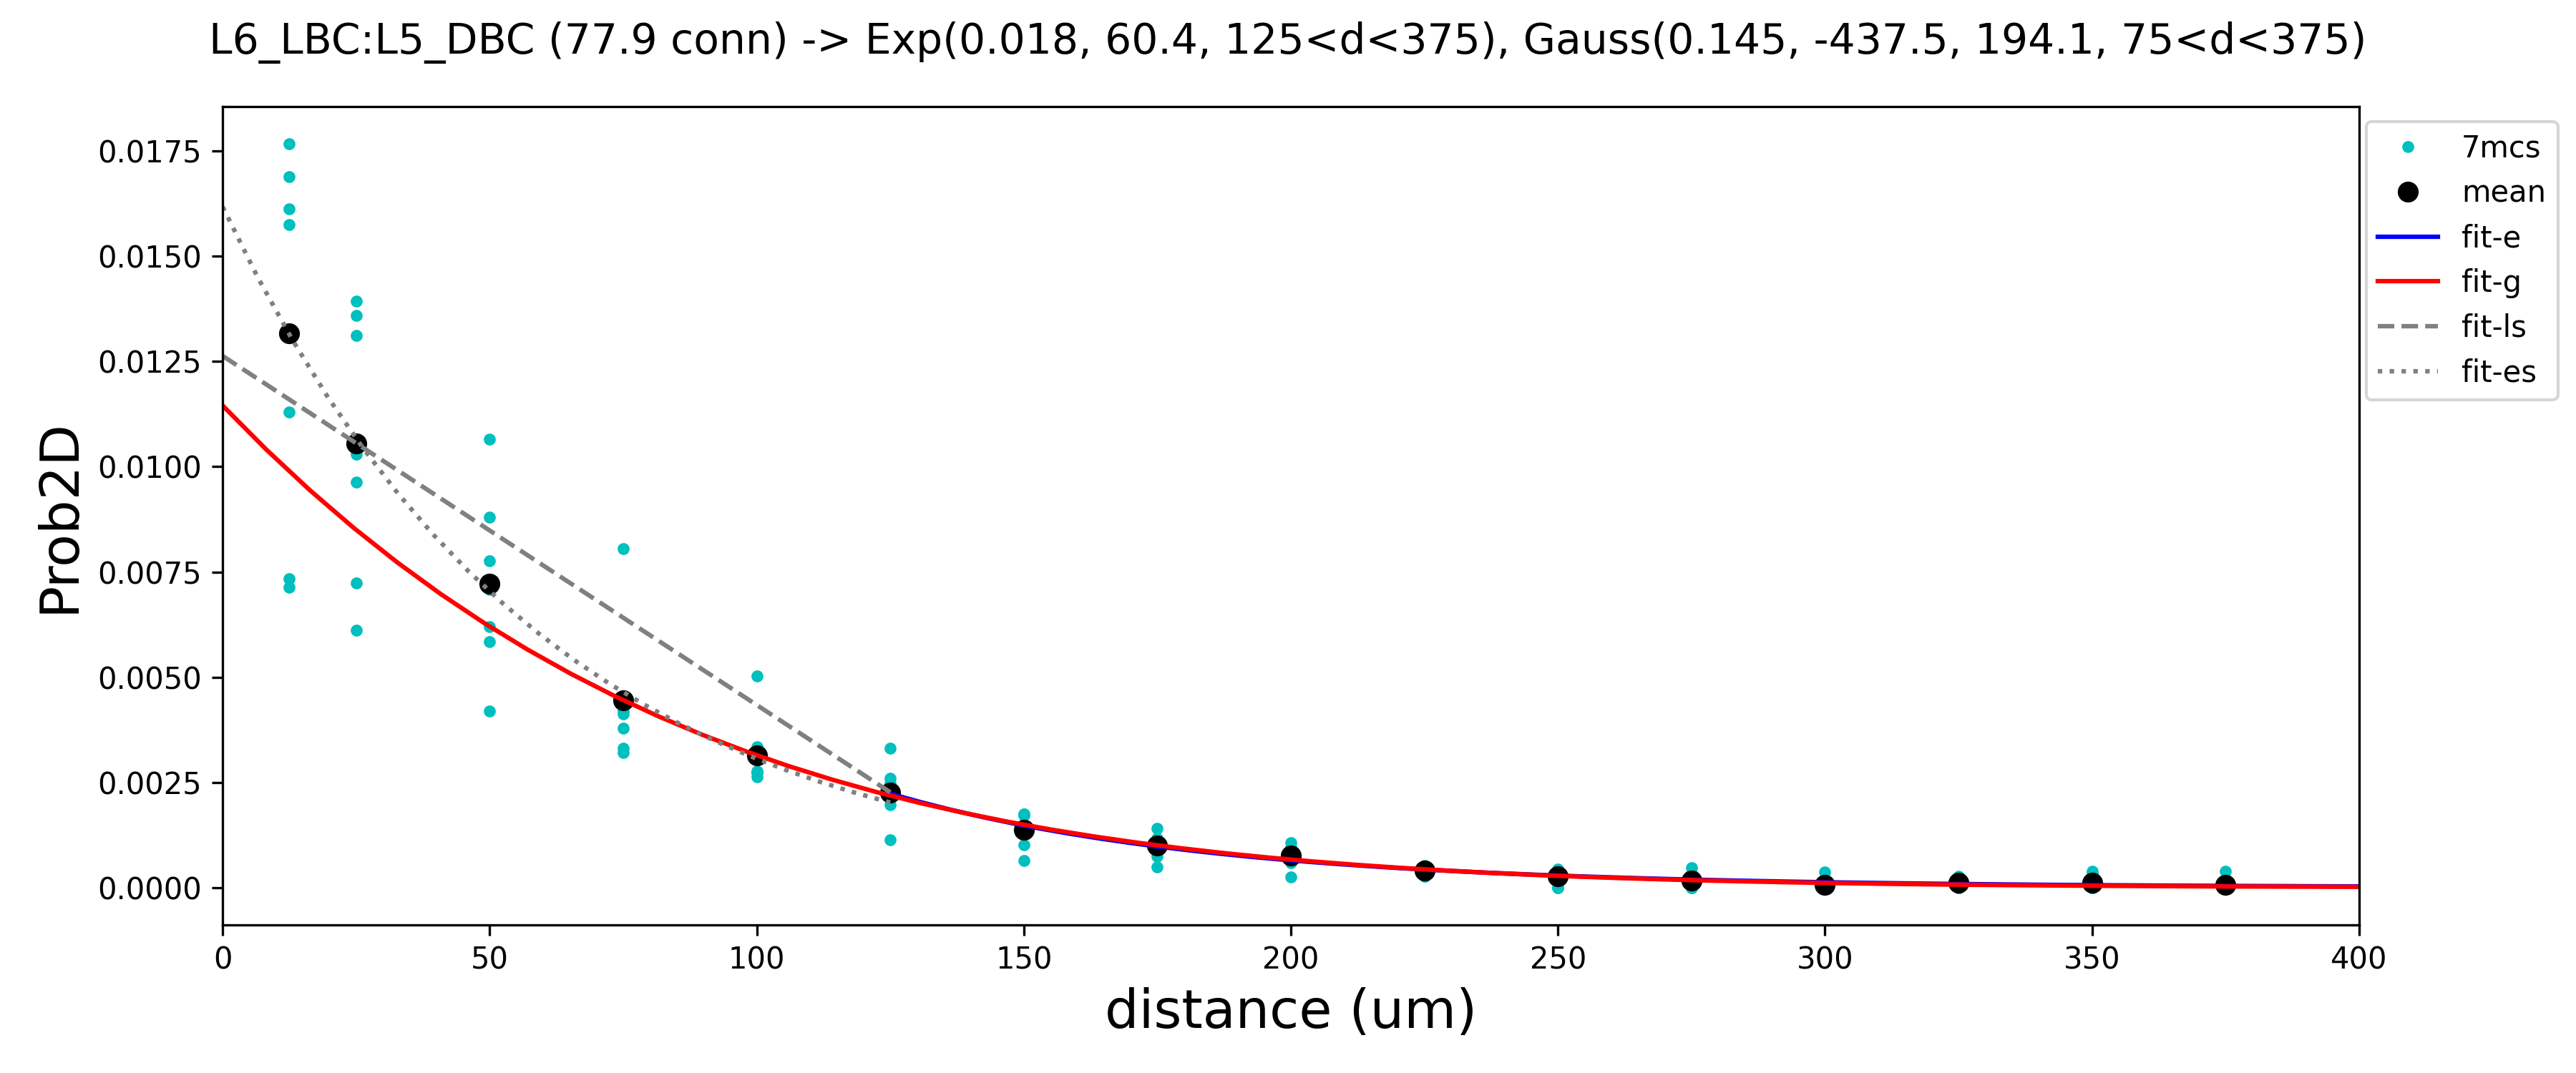 L6_LBC:L5_DBC (77.9 conn) -> Exp(0.018, 60.4, 125<d<375), Gauss(0.145, -437.5, 194.1, 75<d<375)
0.0175
0.0150
0.0125
0.0100
0.0075
0.0050
0.0025
0.0000
Prob2D
0 50 100 150 200 250 300 350 400
distance (um)
7mcs
mean
fit-e
fit-g
fit-ls
fit-es